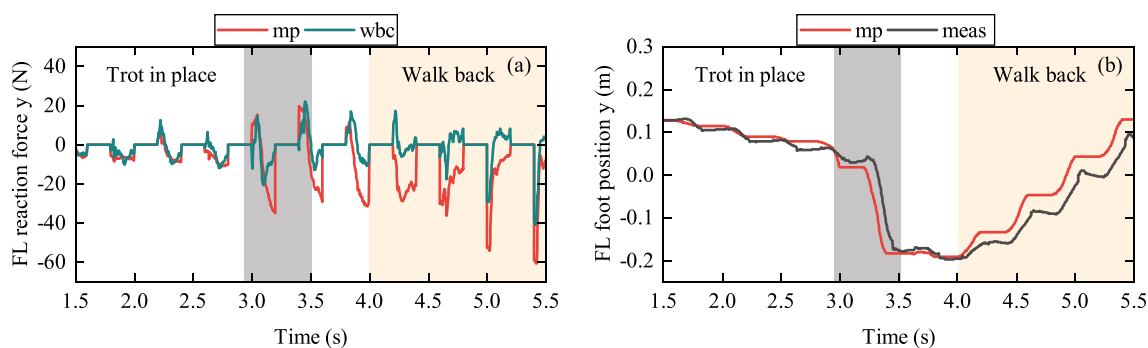 mp wbc
FL reaction force y (N)
40
20
0
-20
-40
-60
Trot in place
Walk back
(a)
1.5 2.0 2.5 3.0 3.5 4.0 4.5 5.0 5.5
Time (s)
mp meas
FL foot position y (m)
0.3
0.2
0.1
0.0
-0.1
-0.2
Trot in place
Walk back
(b)
1.5 2.0 2.5 3.0 3.5 4.0 4.5 5.0 5.5
Time (s)